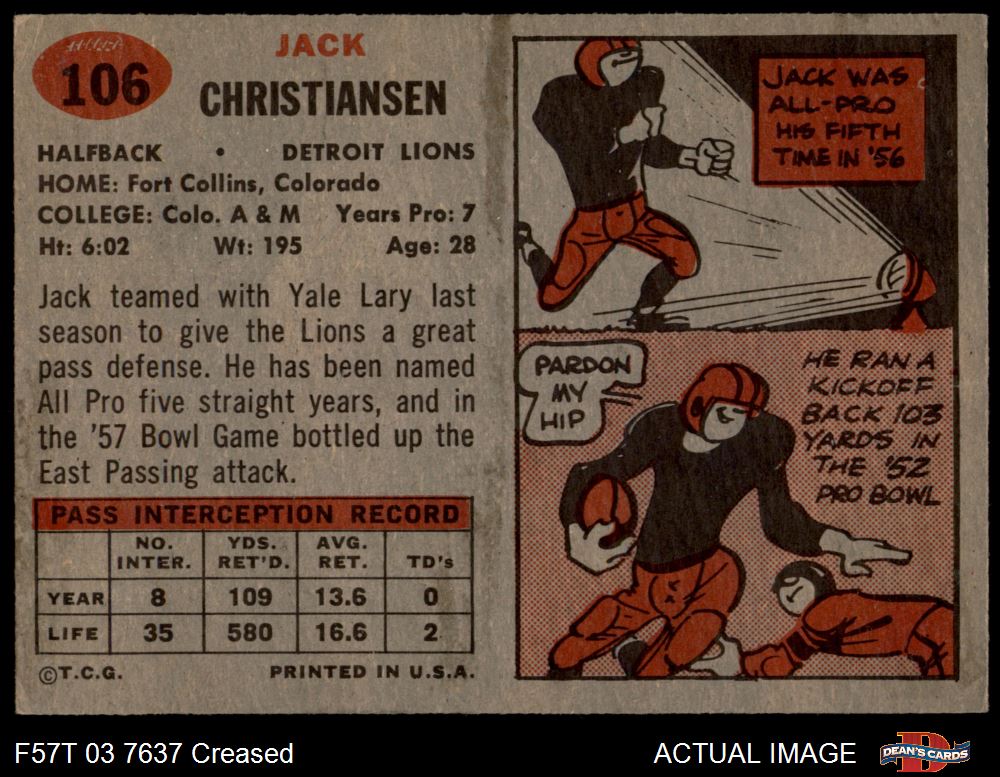 106
JACK
CHRISTIANSEN
HALFBACK • DETROIT LIONS
HOME: Fort Collins, Colorado
COLLEGE: Colo. A & M Years Pro: 7
Ht: 6:02 Wt: 195 Age: 28
Jack teamed with Yale Lary last
season to give the Lions a great
pass defense. He has been named
All Pro five straight years, and in
the '57 Bowl Game bottled up the
East Passing attack.
PASS INTERCEPTION RECORD
NO. INTER. YDS. RET'D. AVG. RET. TD's
YEAR 8 109 13.6 0
LIFE 35 580 16.6 2
©T.C.G. PRINTED IN U.S.A.
JACK WAS
ALL-PRO
HIS FIFTH
TIME IN '56
PARDON
MY
HIP
HE RAN A
KICKOFF
BACK 103
YARDS IN
THE '52
PRO BOWL
F57T 03 7637 Creased
ACTUAL IMAGE
DEAN'S CARDS